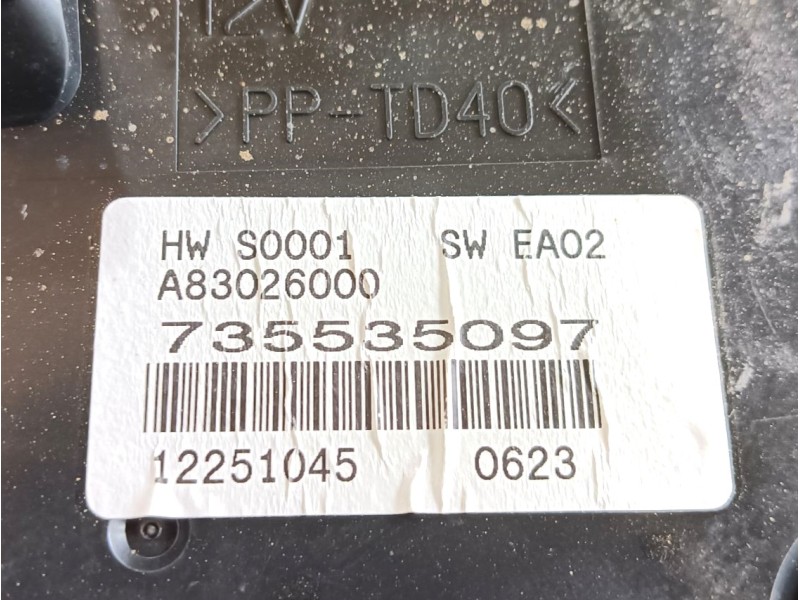 12V
>PP-TD40<
HW S0001 SW EA02
A83026000
735535097
12251045 0623